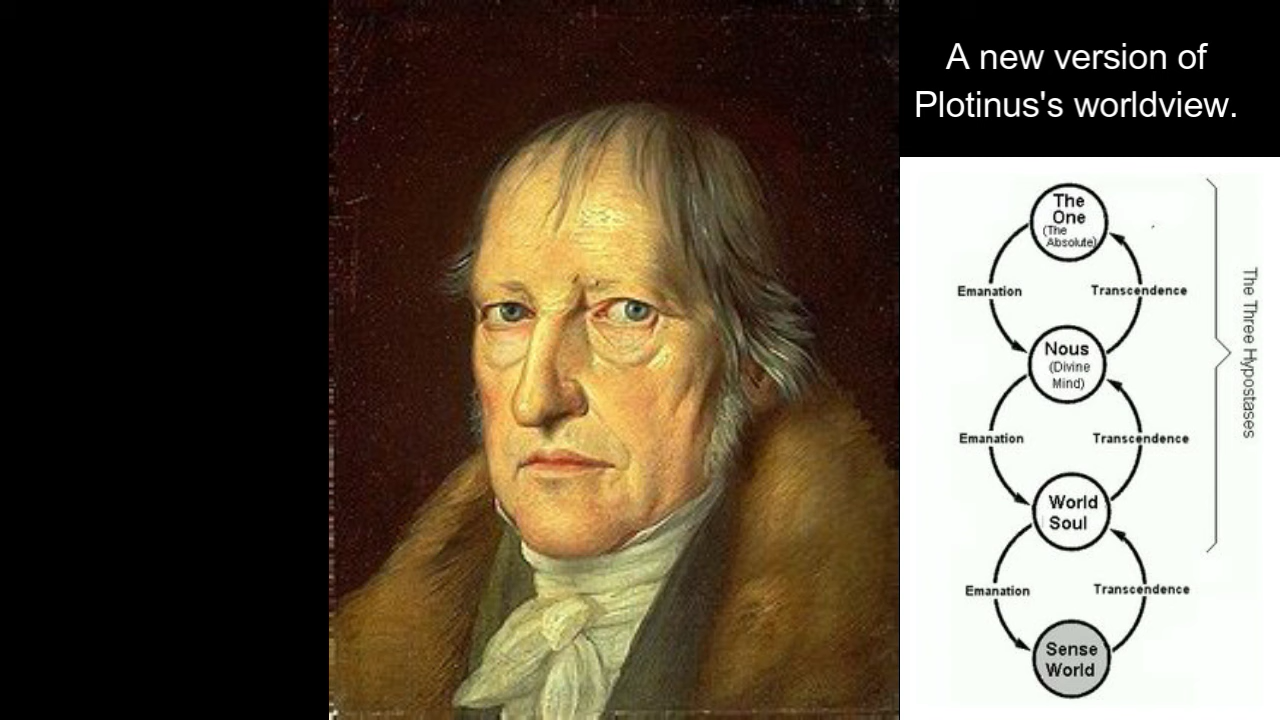 A new version of
Plotinus's worldview.
The
One
(The
Absolute)
Emanation
Transcendence
Nous
(Divine
Mind)
Emanation
Transcendence
World
Soul
Emanation
Transcendence
Sense
World
The Three Hypostases